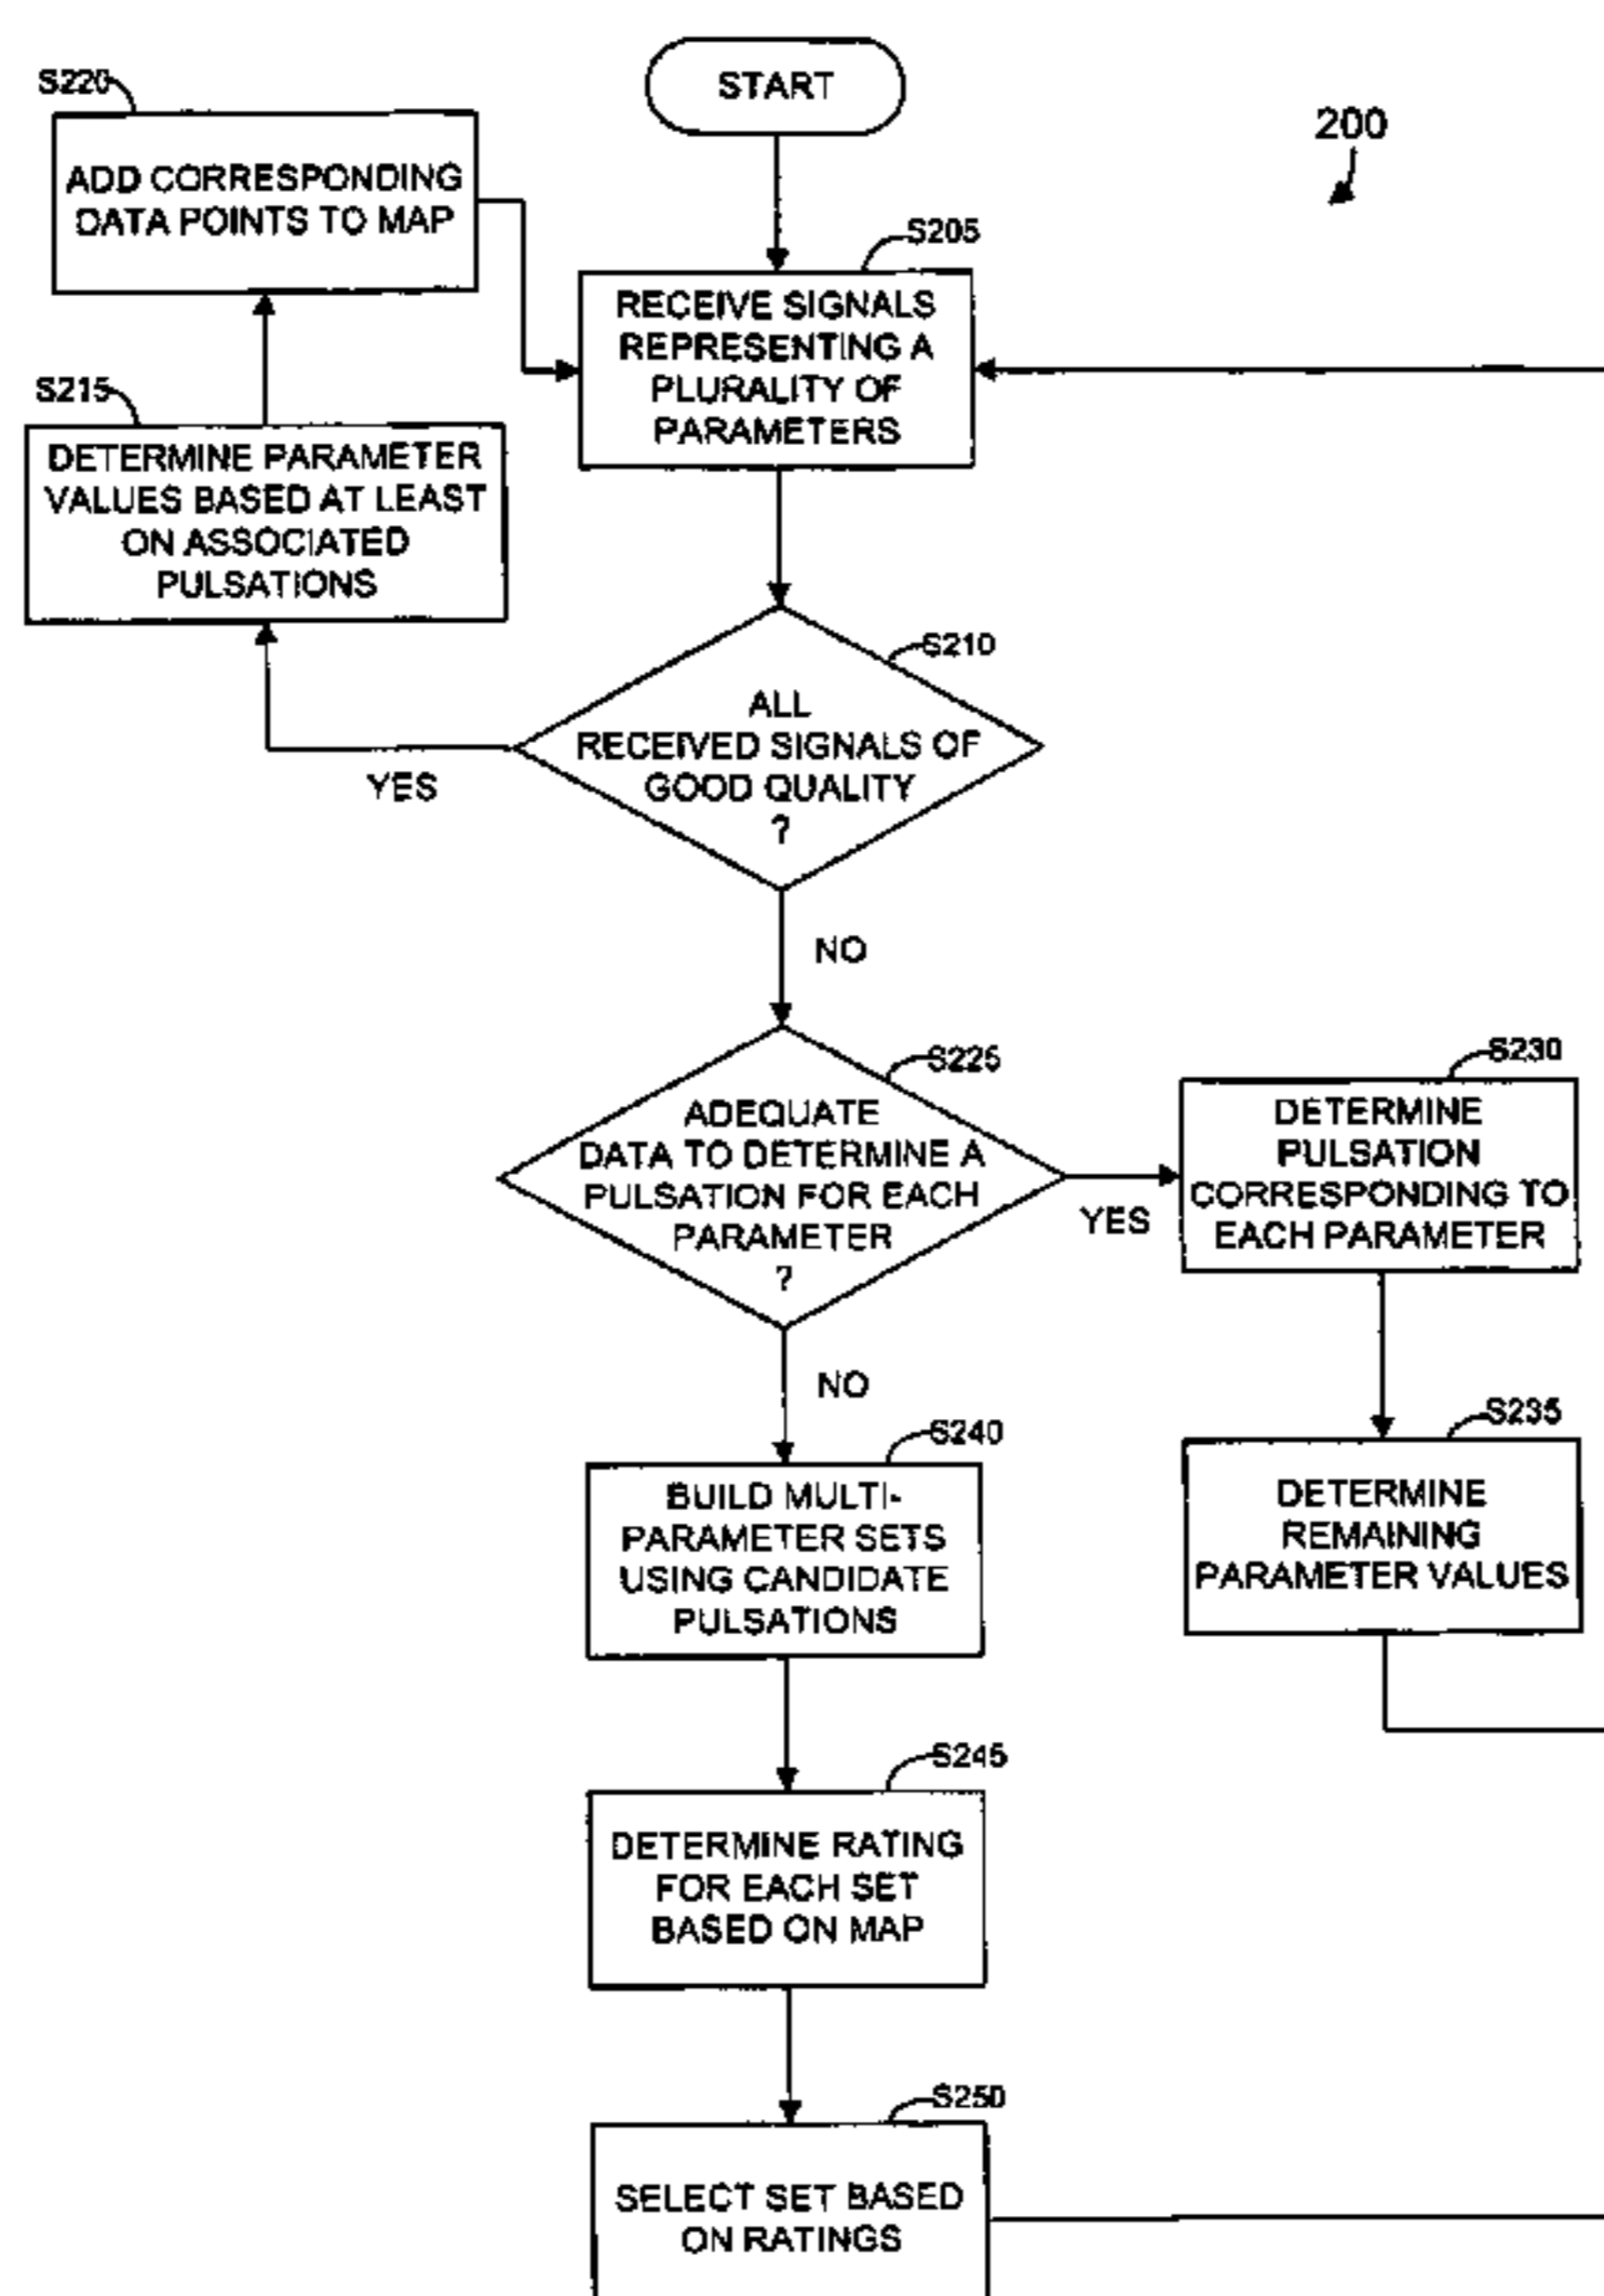 START
200
S220
ADD CORRESPONDING
DATA POINTS TO MAP
S205
RECEIVE SIGNALS
REPRESENTING A
PLURALITY OF
PARAMETERS
S215
DETERMINE PARAMETER
VALUES BASED AT LEAST
ON ASSOCIATED
PULSATIONS
S210
ALL
RECEIVED SIGNALS OF
GOOD QUALITY
?
YES
NO
S225
ADEQUATE
DATA TO DETERMINE A
PULSATION FOR EACH
PARAMETER
?
YES
S230
DETERMINE
PULSATION
CORRESPONDING TO
EACH PARAMETER
NO
S235
DETERMINE
REMAINING
PARAMETER VALUES
S240
BUILD MULTI-
PARAMETER SETS
USING CANDIDATE
PULSATIONS
S245
DETERMINE RATING
FOR EACH SET
BASED ON MAP
S250
SELECT SET BASED
ON RATINGS